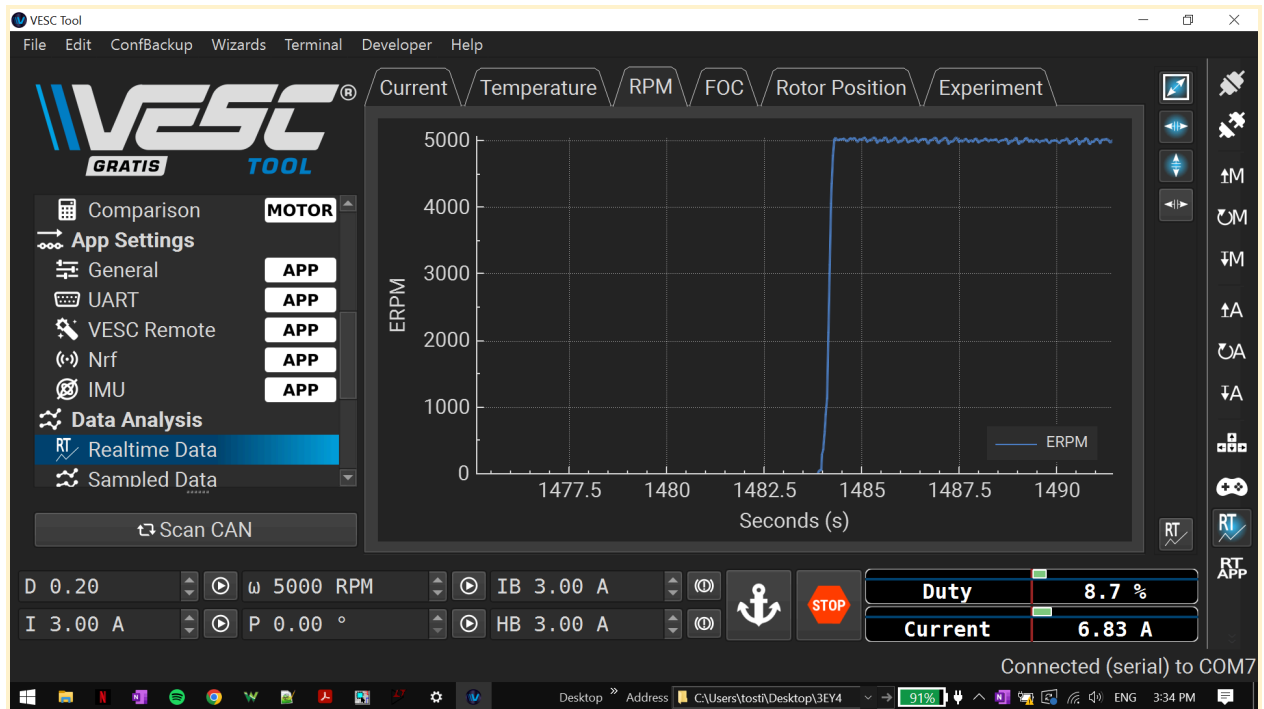 VESC Tool
File Edit ConfBackup Wizards Terminal Developer Help
VESC®
GRATIS TOOL
Current Temperature RPM FOC Rotor Position Experiment
Comparison MOTOR
App Settings
General APP
UART APP
VESC Remote APP
Nrf APP
IMU APP
Data Analysis
RT Realtime Data
Sampled Data
Scan CAN
5000
4000
3000
2000
1000
0
ERPM
ERPM
1477.5 1480 1482.5 1485 1487.5 1490
Seconds (s)
RT
M
M
M
A
A
A
RT
RT
APP
D 0.20 ω 5000 RPM IB 3.00 A
I 3.00 A P 0.00 ° HB 3.00 A
STOP
Duty 8.7 %
Current 6.83 A
Connected (serial) to COM7
Desktop » Address C:\Users\tosti\Desktop\3EY4 91% ENG 3:34 PM